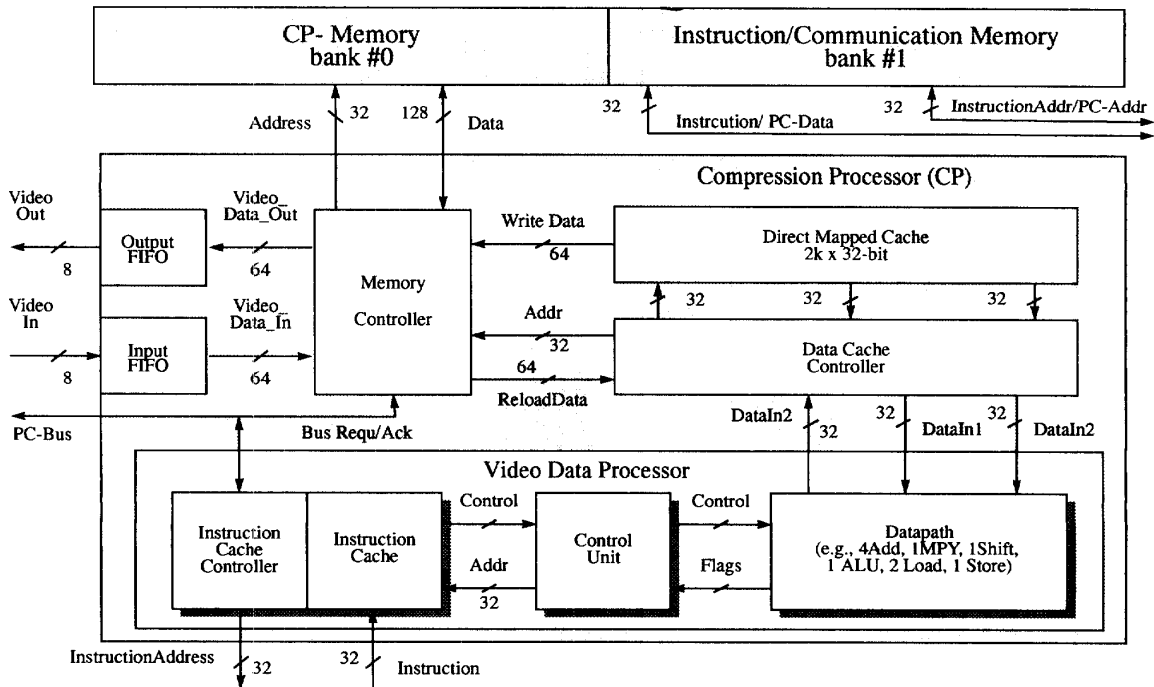 CP- Memory
bank #0
Instruction/Communication Memory
bank #1
Address
32
128
Data
32
Instrcution/ PC-Data
32
InstructionAddr/PC-Addr
Compression Processor (CP)
Video
Out
8
Output
FIFO
Video_
Data_Out
64
Memory
Controller
Write Data
64
Direct Mapped Cache
2k x 32-bit
32
32
32
Video
In
8
Input
FIFO
Video_
Data_In
64
Addr
32
64
ReloadData
Data Cache
Controller
PC-Bus
Bus Requ/Ack
DataIn2
32
32
DataIn1
32
DataIn2
Video Data Processor
Instruction
Cache
Controller
Instruction
Cache
Control
Addr
32
Control
Unit
Control
Flags
Datapath
(e.g., 4Add, 1MPY, 1Shift,
1 ALU, 2 Load, 1 Store)
InstructionAddress
32
32
Instruction